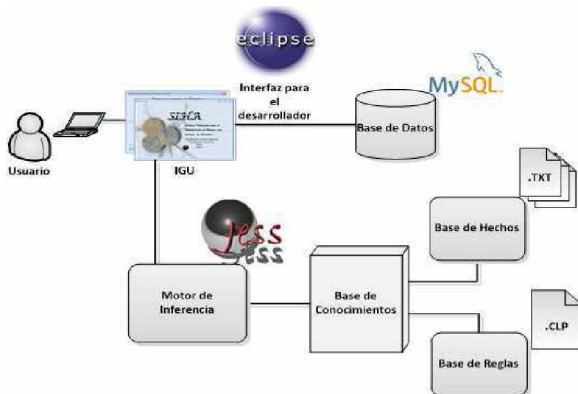 eclipse
Interfaz para
el
desarrollador
MySQL
Base de Datos
Usuario
SIHA
IGU
.TXT
Jess
Base de Hechos
Motor de
Inferencia
Base de
Conocimientos
.CLP
Base de Reglas